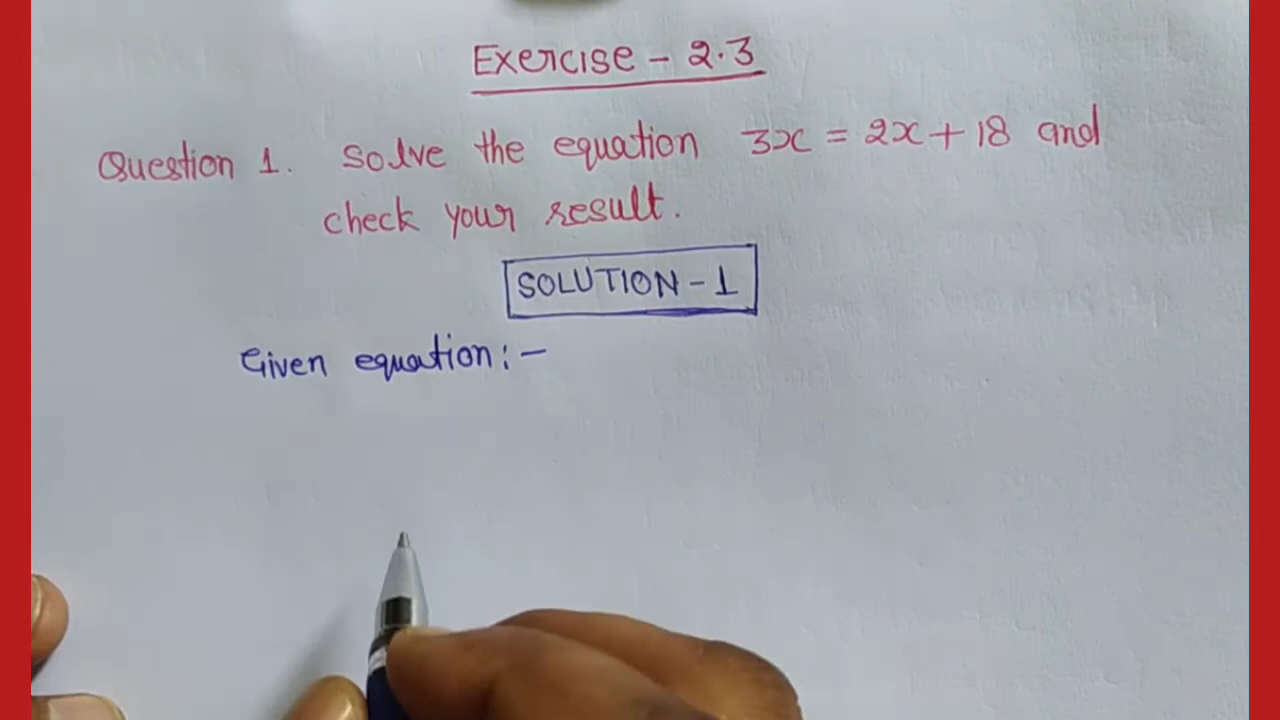 Exercise - 2.3
Question 1. Solve the equation 3x = 2x + 18 and
check your result.
SOLUTION - 1
Given equation : -